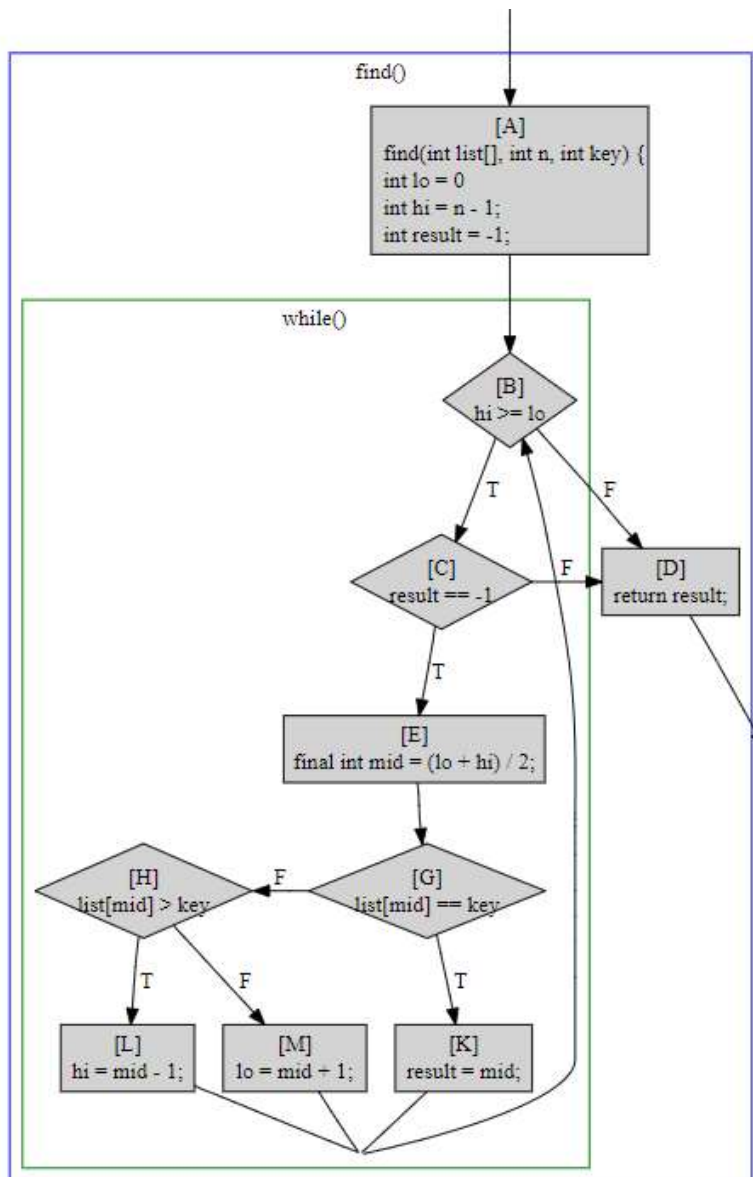 find()
[A]
find(int list[], int n, int key) {
int lo = 0
int hi = n - 1;
int result = -1;
while()
[B]
hi >= lo
T
F
[C]
result == -1
F
[D]
return result;
T
[E]
final int mid = (lo + hi) / 2;
[H]
list[mid] > key
F
[G]
list[mid] == key
T
F
T
[L]
hi = mid - 1;
[M]
lo = mid + 1;
[K]
result = mid;